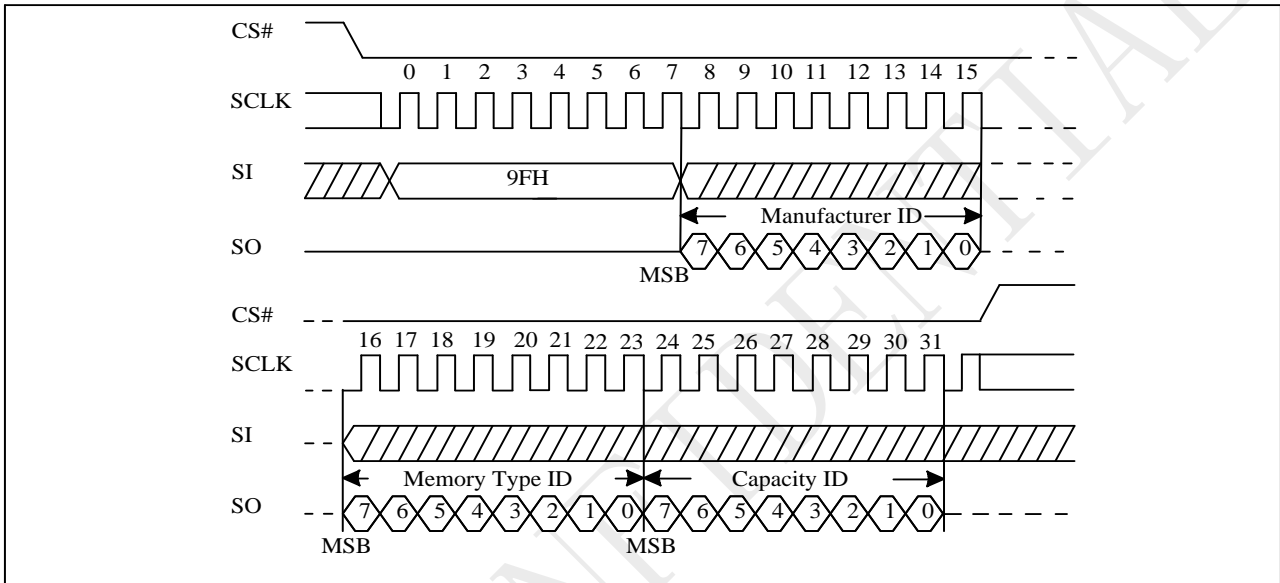 CS#
0 1 2 3 4 5 6 7 8 9 10 11 12 13 14 15
SCLK
SI 9FH
Manufacturer ID
SO 7 6 5 4 3 2 1 0
MSB
CS#
16 17 18 19 20 21 22 23 24 25 26 27 28 29 30 31
SCLK
SI
Memory Type ID Capacity ID
SO 7 6 5 4 3 2 1 0 7 6 5 4 3 2 1 0
MSB MSB